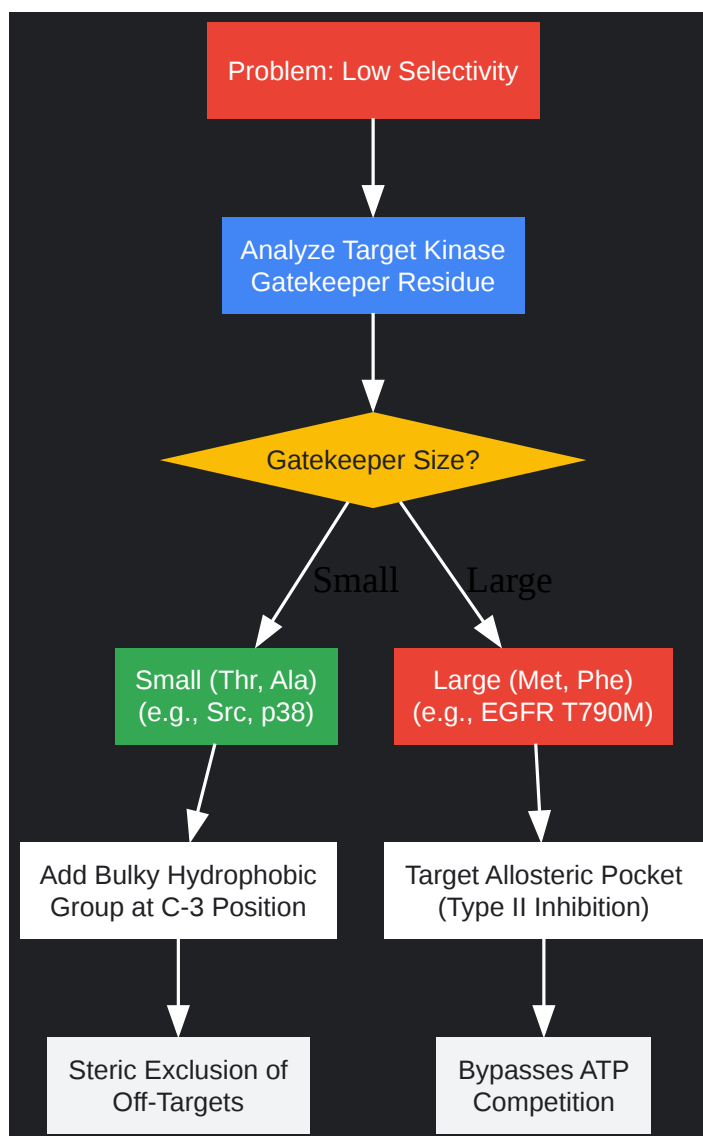 Problem: Low Selectivity
Analyze Target Kinase
Gatekeeper Residue
Gatekeeper Size?
Small
Large
Small (Thr, Ala)
(e.g., Src, p38)
Large (Met, Phe)
(e.g., EGFR T790M)
Add Bulky Hydrophobic
Group at C-3 Position
Target Allosteric Pocket
(Type II Inhibition)
Steric Exclusion of
Off-Targets
Bypasses ATP
Competition